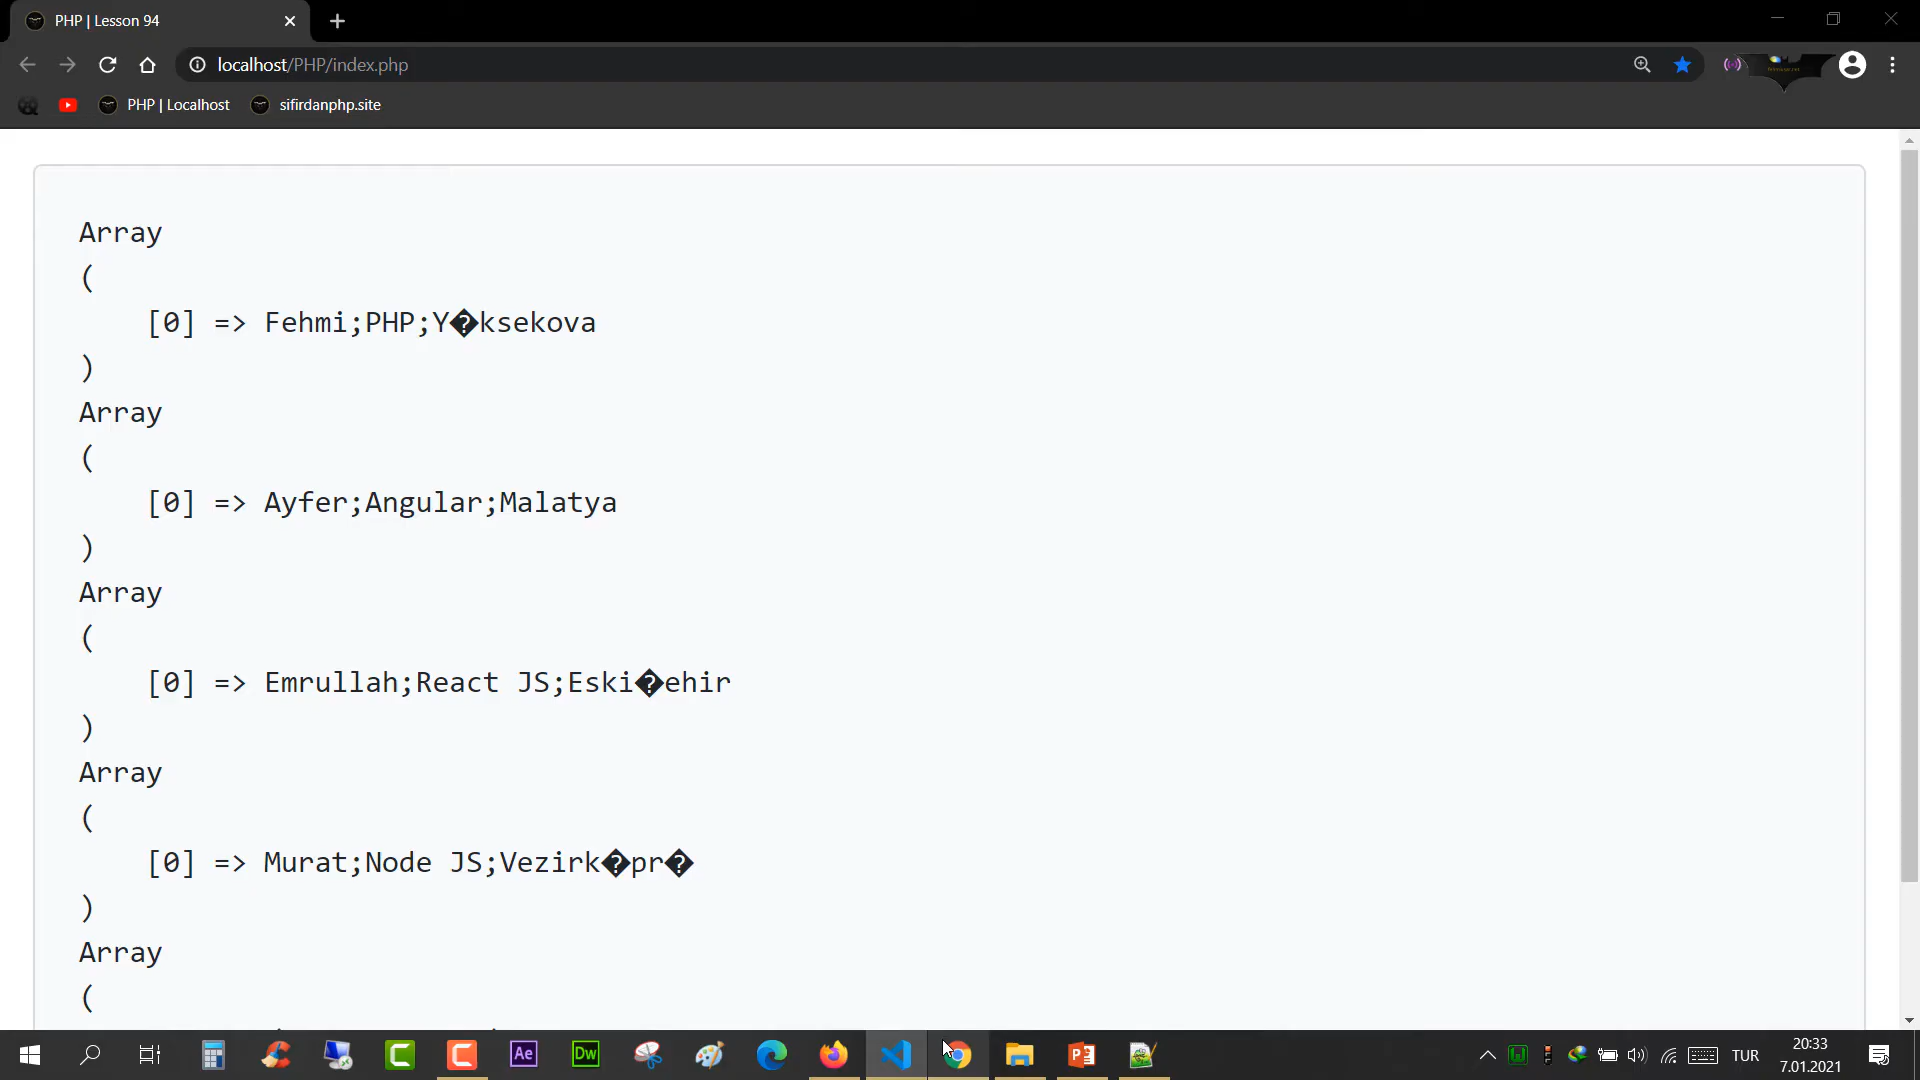 PHP | Lesson 94
localhost/PHP/index.php
PHP | Localhost
sifirdanphp.site
Array
(
[0] => Fehmi;PHP;Y�ksekova
)
Array
(
[0] => Ayfer;Angular;Malatya
)
Array
(
[0] => Emrullah;React JS;Eski�ehir
)
Array
(
[0] => Murat;Node JS;Vezirk�pr�
)
Array
(
Ae
Dw
TUR
20:33
7.01.2021